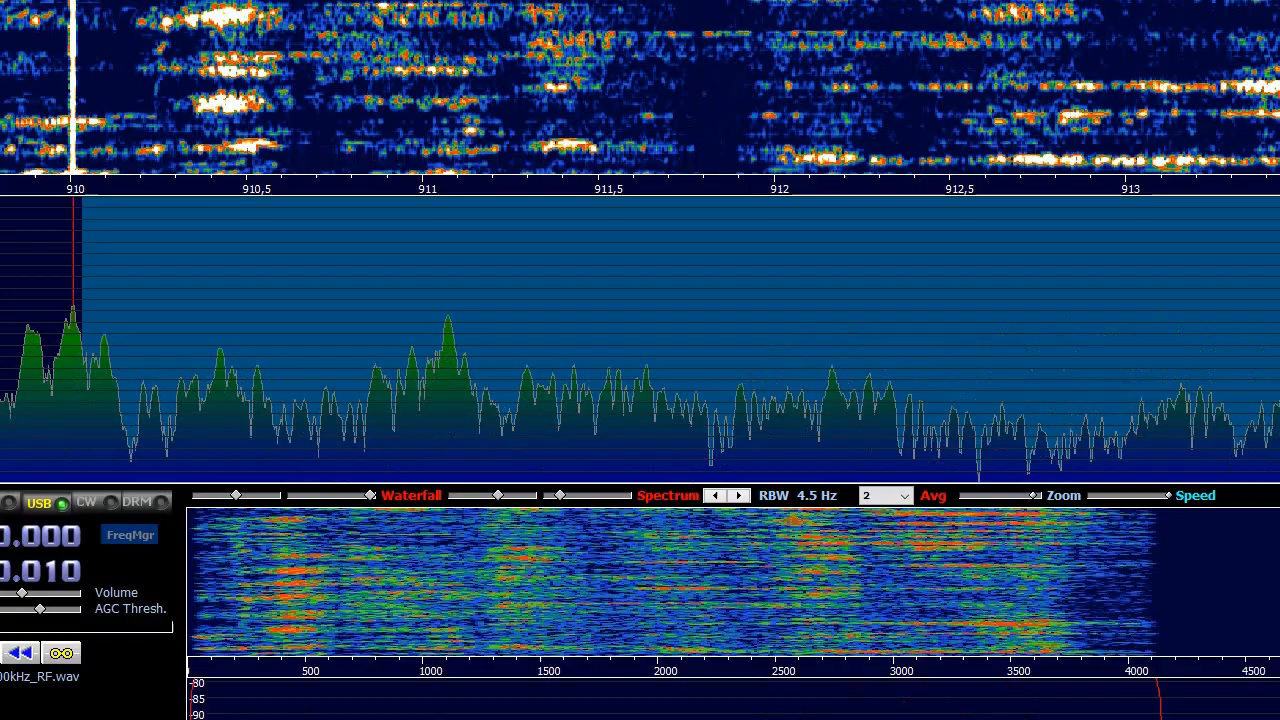 910 910,5 911 911,5 912 912,5 913
USB CW DRM Waterfall Spectrum RBW 4.5 Hz 2 Avg Zoom Speed
0.000 FreqMgr
0.010
Volume
AGC Thresh.
00kHz_RF.wav
500 1000 1500 2000 2500 3000 3500 4000 4500
-80
-85
-90